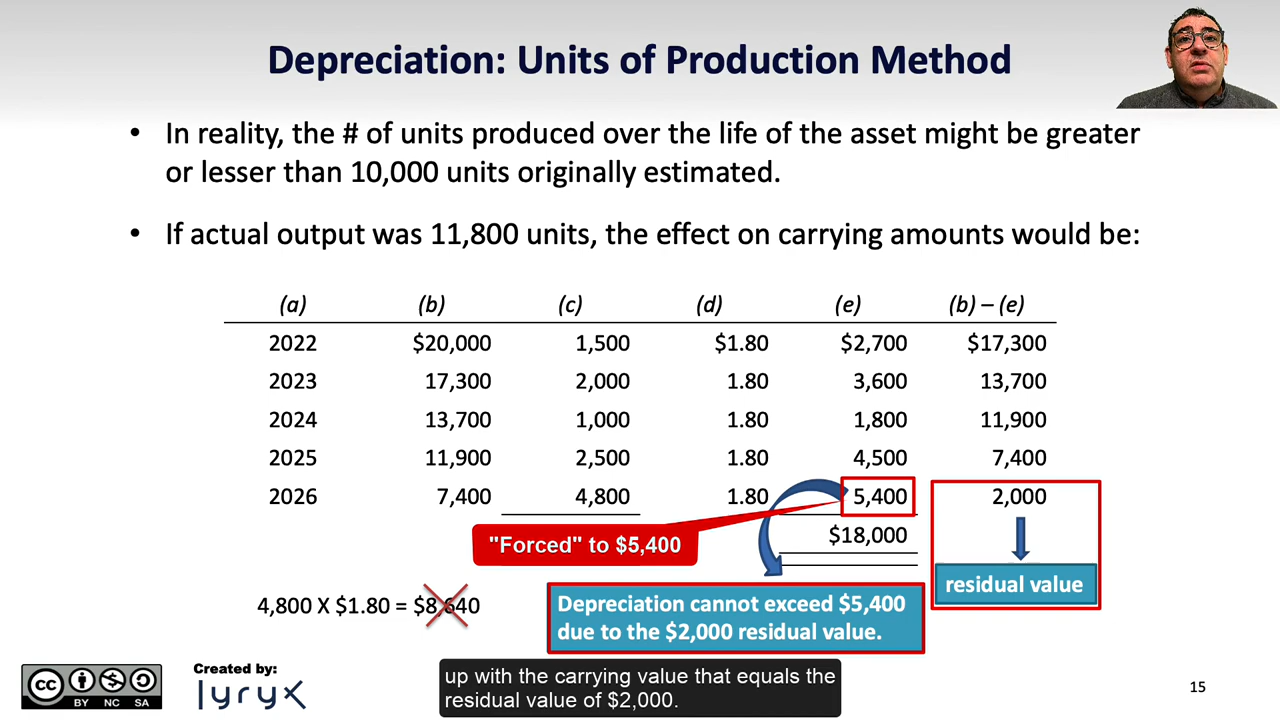 Depreciation: Units of Production Method
• In reality, the # of units produced over the life of the asset might be greater
or lesser than 10,000 units originally estimated.
• If actual output was 11,800 units, the effect on carrying amounts would be:
(a) (b) (c) (d) (e) (b) – (e)
2022 $20,000 1,500 $1.80 $2,700 $17,300
2023 17,300 2,000 1.80 3,600 13,700
2024 13,700 1,000 1.80 1,800 11,900
2025 11,900 2,500 1.80 4,500 7,400
2026 7,400 4,800 1.80 5,400 2,000
$18,000
"Forced" to $5,400
residual value
4,800 X $1.80 = $8,640
Depreciation cannot exceed $5,400
due to the $2,000 residual value.
up with the carrying value that equals the
residual value of $2,000.
cc BY NC SA
Created by:
lyryx
15